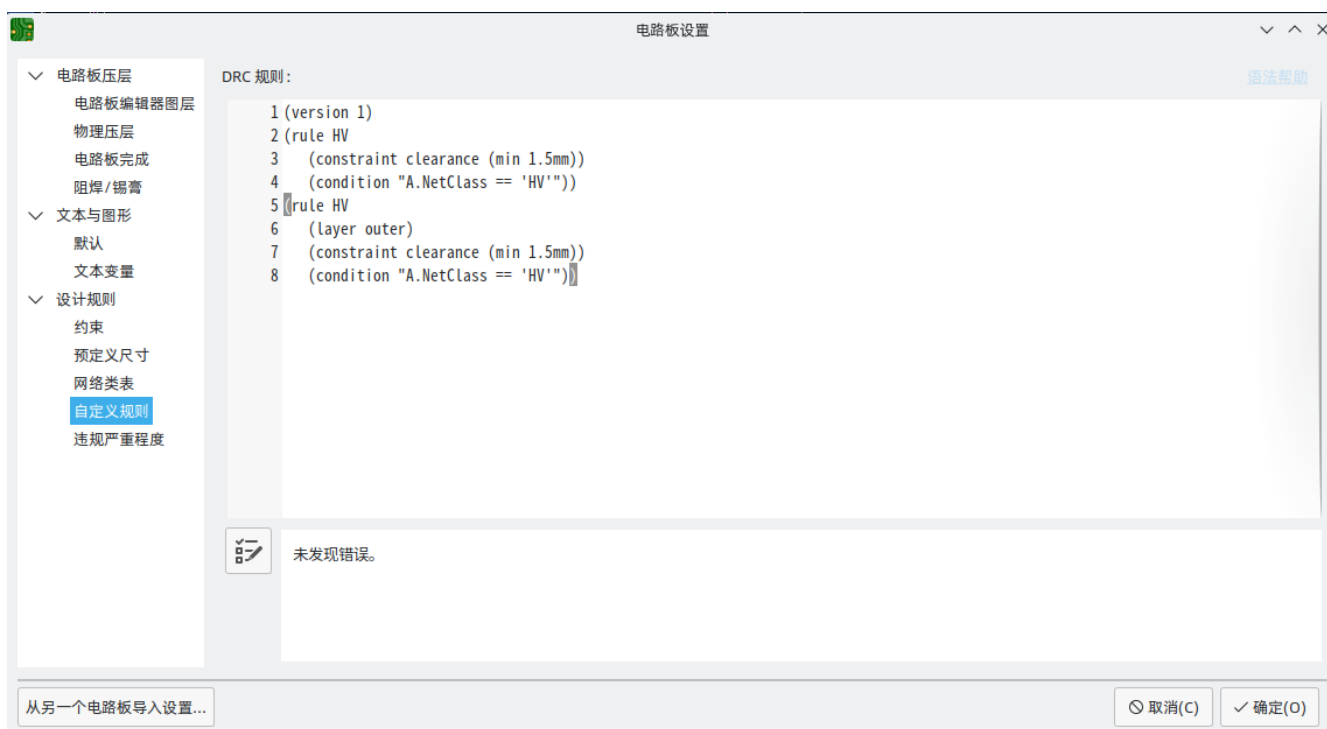 电路板设置
电路板压层
电路板编辑器图层
物理压层
电路板完成
阻焊/锡膏
文本与图形
默认
文本变量
设计规则
约束
预定义尺寸
网络类表
自定义规则
违规严重程度
DRC 规则:
语法帮助
1 (version 1)
2 (rule HV
3 (constraint clearance (min 1.5mm))
4 (condition "A.NetClass == 'HV'"))
5 (rule HV
6 (layer outer)
7 (constraint clearance (min 1.5mm))
8 (condition "A.NetClass == 'HV'"))
未发现错误。
从另一个电路板导入设置...
取消(C)
确定(O)